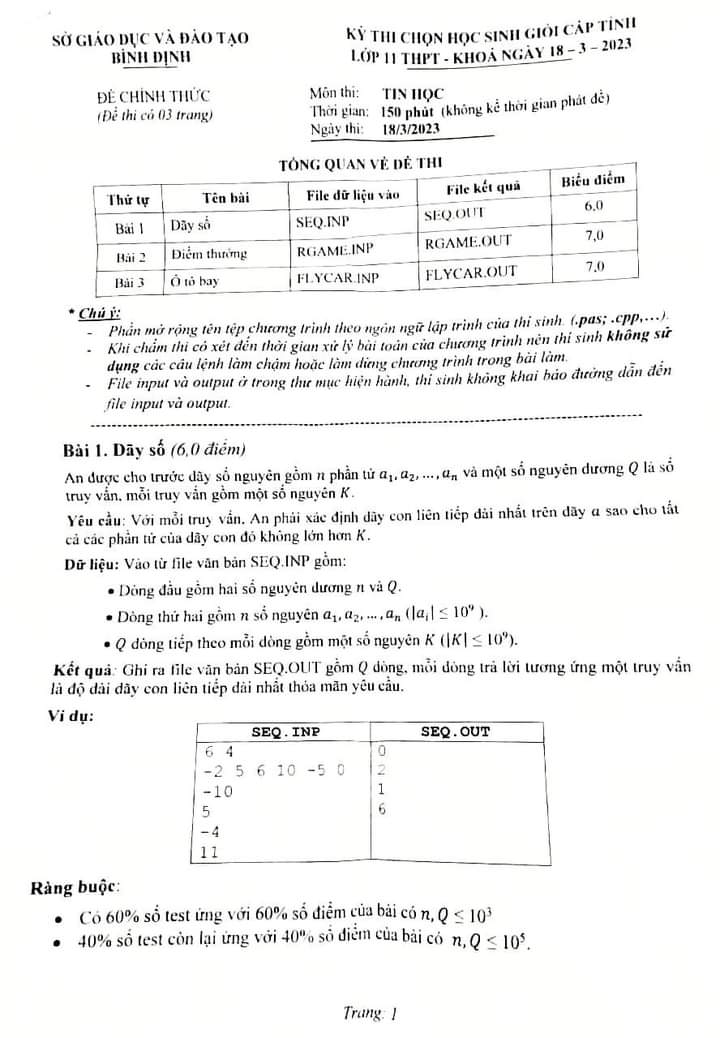 SỞ GIÁO DỤC VÀ ĐÀO TẠO
BÌNH ĐỊNH
ĐỀ CHÍNH THỨC
(Đề thi có 03 trang)
KỲ THI CHỌN HỌC SINH GIỎI CẤP TỈNH
LỚP 11 THPT - KHOÁ NGÀY 18 – 3 – 2023
Môn thi: TIN HỌC
Thời gian: 150 phút (không kể thời gian phát đề)
Ngày thi: 18/3/2023
TỔNG QUAN VỀ ĐỀ THI
Thứ tự Tên bài File dữ liệu vào File kết quả Biểu điểm
Bài 1 Dãy số SEQ.INP SEQ.OUT 6,0
Bài 2 Điểm thưởng RGAME.INP RGAME.OUT 7,0
Bài 3 Ô tô bay FLYCAR.INP FLYCAR.OUT 7,0
* Chú ý:
- Phần mở rộng tên tệp chương trình theo ngôn ngữ lập trình của thí sinh. (.pas; .cpp,…).
- Khi chấm thi có xét đến thời gian xử lý bài toán của chương trình nên thí sinh không sử
dụng các câu lệnh làm chậm hoặc làm dừng chương trình trong bài làm.
- File input và output ở trong thư mục hiện hành, thí sinh không khai báo đường dẫn đến
file input và output.
Bài 1. Dãy số (6,0 điểm)
An được cho trước dãy số nguyên gồm n phần tử a₁, a₂, …, aₙ và một số nguyên dương Q là số
truy vấn, mỗi truy vấn gồm một số nguyên K.
Yêu cầu: Với mỗi truy vấn, An phải xác định dãy con liên tiếp dài nhất trên dãy a sao cho tất
cả các phần tử của dãy con đó không lớn hơn K.
Dữ liệu: Vào từ file văn bản SEQ.INP gồm:
• Dòng đầu gồm hai số nguyên dương n và Q.
• Dòng thứ hai gồm n số nguyên a₁, a₂, …, aₙ (|aᵢ| ≤ 10⁹ ).
• Q dòng tiếp theo mỗi dòng gồm một số nguyên K (|K| ≤ 10⁹).
Kết quả: Ghi ra file văn bản SEQ.OUT gồm Q dòng, mỗi dòng trả lời tương ứng một truy vấn
là độ dài dãy con liên tiếp dài nhất thỏa mãn yêu cầu.
Ví dụ:
SEQ.INP SEQ.OUT
6 4 0
-2 5 6 10 -5 0 2
-10 1
5 6
-4
11
Ràng buộc:
• Có 60% số test ứng với 60% số điểm của bài có n, Q ≤ 10³
• 40% số test còn lại ứng với 40% số điểm của bài có n, Q ≤ 10⁵.
Trang: 1